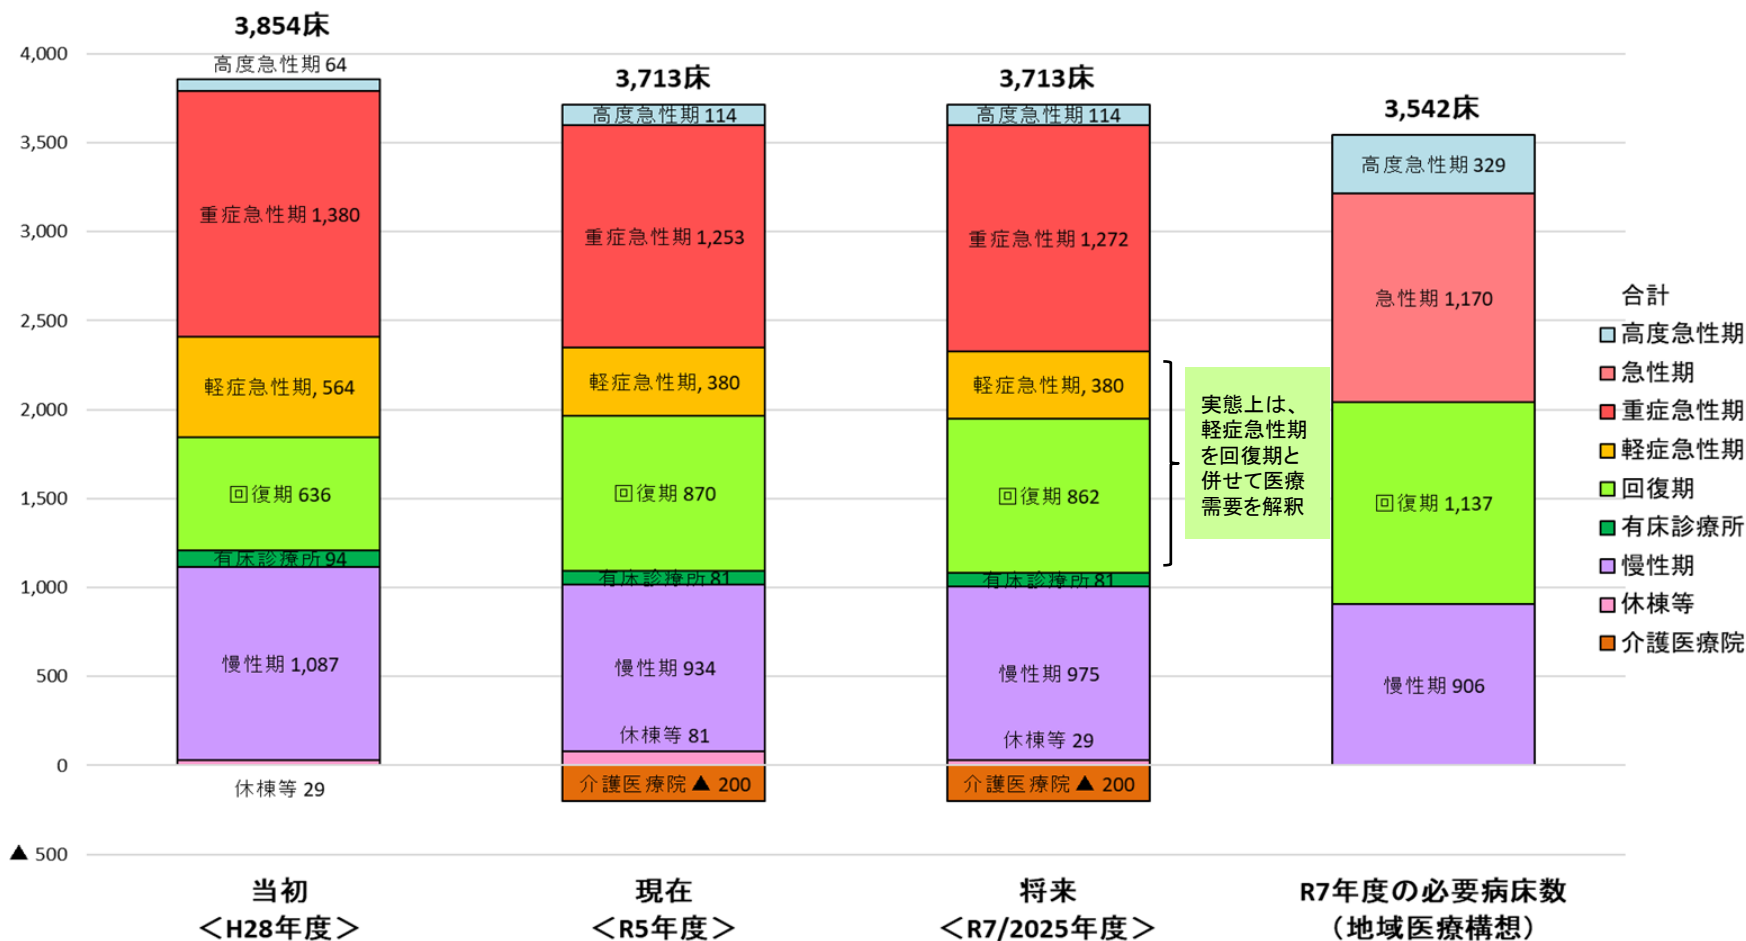 3,854床
高度急性期 64
重症急性期 1,380
軽症急性期, 564
回復期 636
有床診療所 94
慢性期 1,087
休棟等 29
3,713床
高度急性期 114
重症急性期 1,253
軽症急性期, 380
回復期 870
有床診療所 81
慢性期 934
休棟等 81
介護医療院 ▲ 200
3,713床
高度急性期 114
重症急性期 1,272
軽症急性期, 380
回復期 862
有床診療所 81
慢性期 975
休棟等 29
介護医療院 ▲ 200
実態上は、
軽症急性期
を回復期と
併せて医療
需要を解釈
3,542床
高度急性期 329
急性期 1,170
回復期 1,137
慢性期 906
4,000
3,500
3,000
2,500
2,000
1,500
1,000
500
0
▲ 500
当初
＜H28年度＞
現在
＜R5年度＞
将来
＜R7/2025年度＞
R7年度の必要病床数
（地域医療構想）
合計
高度急性期
急性期
重症急性期
軽症急性期
回復期
有床診療所
慢性期
休棟等
介護医療院